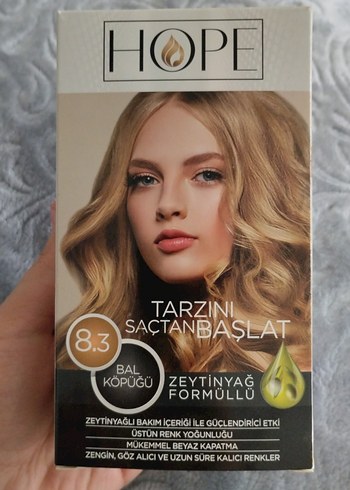 HOPE
TARZINI
SAÇTAN BAŞLAT
8.3
BAL
KÖPÜĞÜ
ZEYTİNYAĞ
FORMÜLLÜ
ZEYTİNYAĞLI BAKIM İÇERİĞİ İLE GÜÇLENDİRİCİ ETKİ
ÜSTÜN RENK YOĞUNLUĞU
MÜKEMMEL BEYAZ KAPATMA
ZENGİN, GÖZ ALICI VE UZUN SÜRE KALICI RENKLER